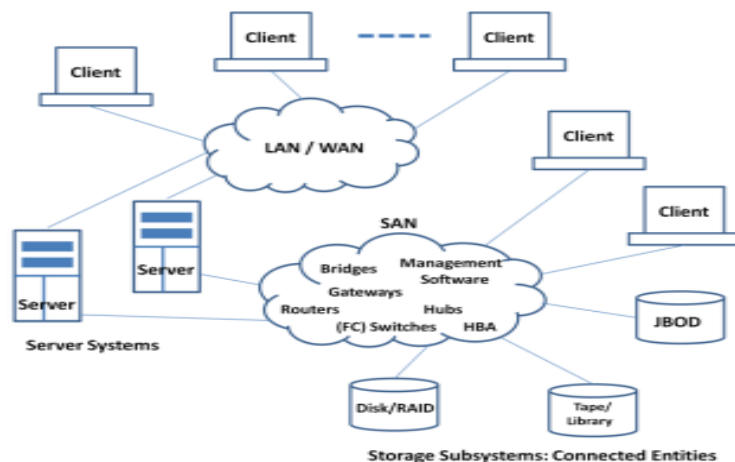 Client
Client
Client
LAN / WAN
Client
Client
SAN
Server
Server
Bridges
Management
Software
Gateways
Routers
Hubs
(FC) Switches
HBA
JBOD
Server Systems
Disk/RAID
Tape/
Library
Storage Subsystems: Connected Entities